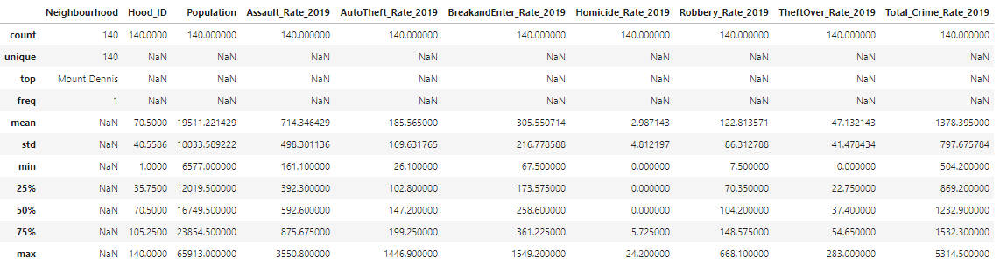 Neighbourhood Hood_ID Population Assault_Rate_2019 AutoTheft_Rate_2019 BreakandEnter_Rate_2019 Homicide_Rate_2019 Robbery_Rate_2019 TheftOver_Rate_2019 Total_Crime_Rate_2019
count 140 140.0000 140.000000 140.000000 140.000000 140.000000 140.000000 140.000000 140.000000 140.000000
unique 140 NaN NaN NaN NaN NaN NaN NaN NaN NaN
top Mount Dennis NaN NaN NaN NaN NaN NaN NaN NaN NaN
freq 1 NaN NaN NaN NaN NaN NaN NaN NaN NaN
mean NaN 70.5000 19511.221429 714.346429 185.565000 305.550714 2.987143 122.813571 47.132143 1378.395000
std NaN 40.5586 10033.589222 498.301136 169.631765 216.778588 4.812197 86.312788 41.478434 797.675784
min NaN 1.0000 6577.000000 161.100000 26.100000 67.500000 0.000000 7.500000 0.000000 504.200000
25% NaN 35.7500 12019.500000 392.300000 102.800000 173.575000 0.000000 70.350000 22.750000 869.200000
50% NaN 70.5000 16749.500000 592.600000 147.200000 258.600000 0.000000 104.200000 37.400000 1232.900000
75% NaN 105.2500 23854.500000 875.675000 199.250000 361.225000 5.725000 148.575000 54.650000 1532.300000
max NaN 140.0000 65913.000000 3550.800000 1446.900000 1549.200000 24.200000 668.100000 283.000000 5314.500000